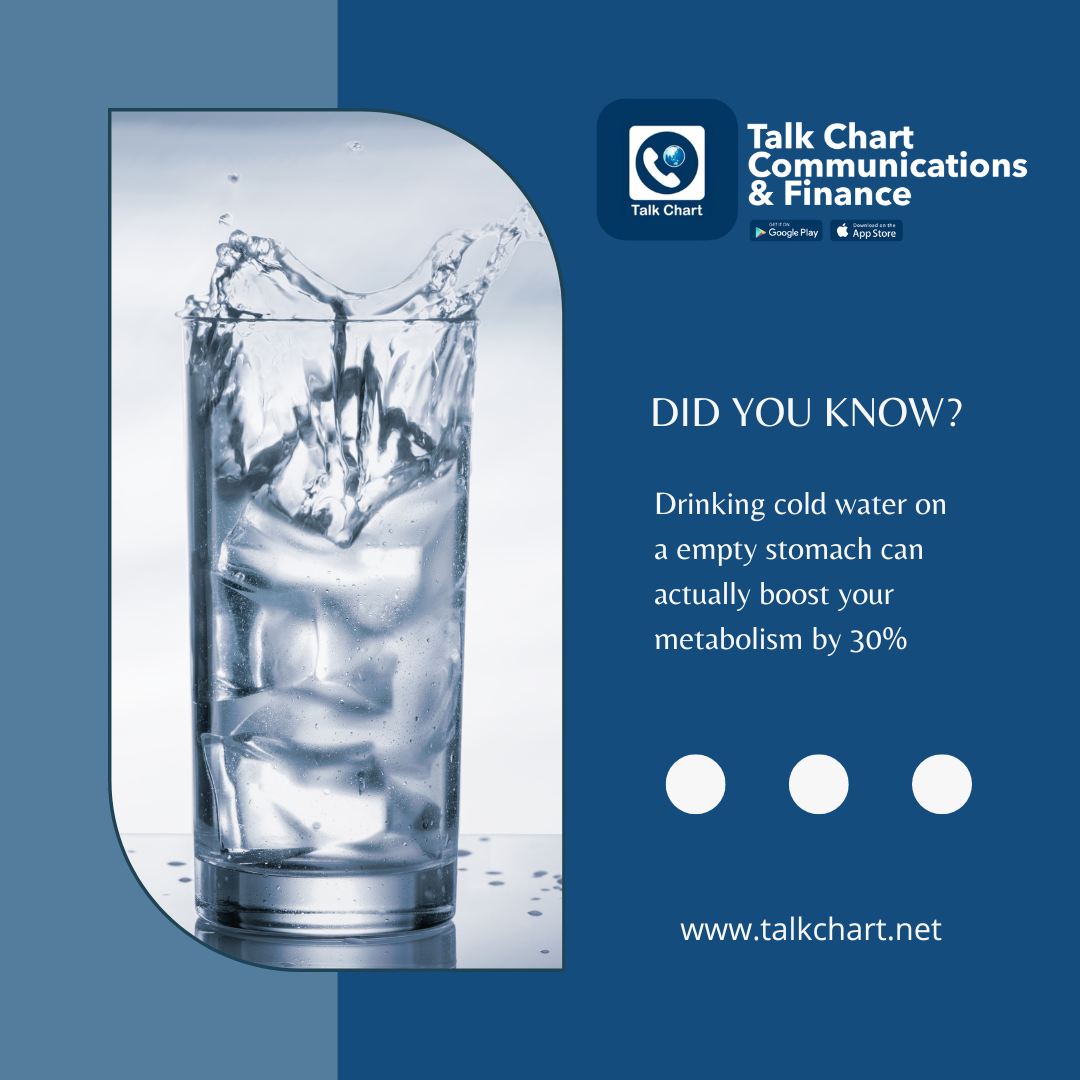 Talk Chart
Talk Chart
Communications
& Finance
GET IT ON
Google Play
Download on the
App Store
DID YOU KNOW?
Drinking cold water on
a empty stomach can
actually boost your
metabolism by 30%
www.talkchart.net